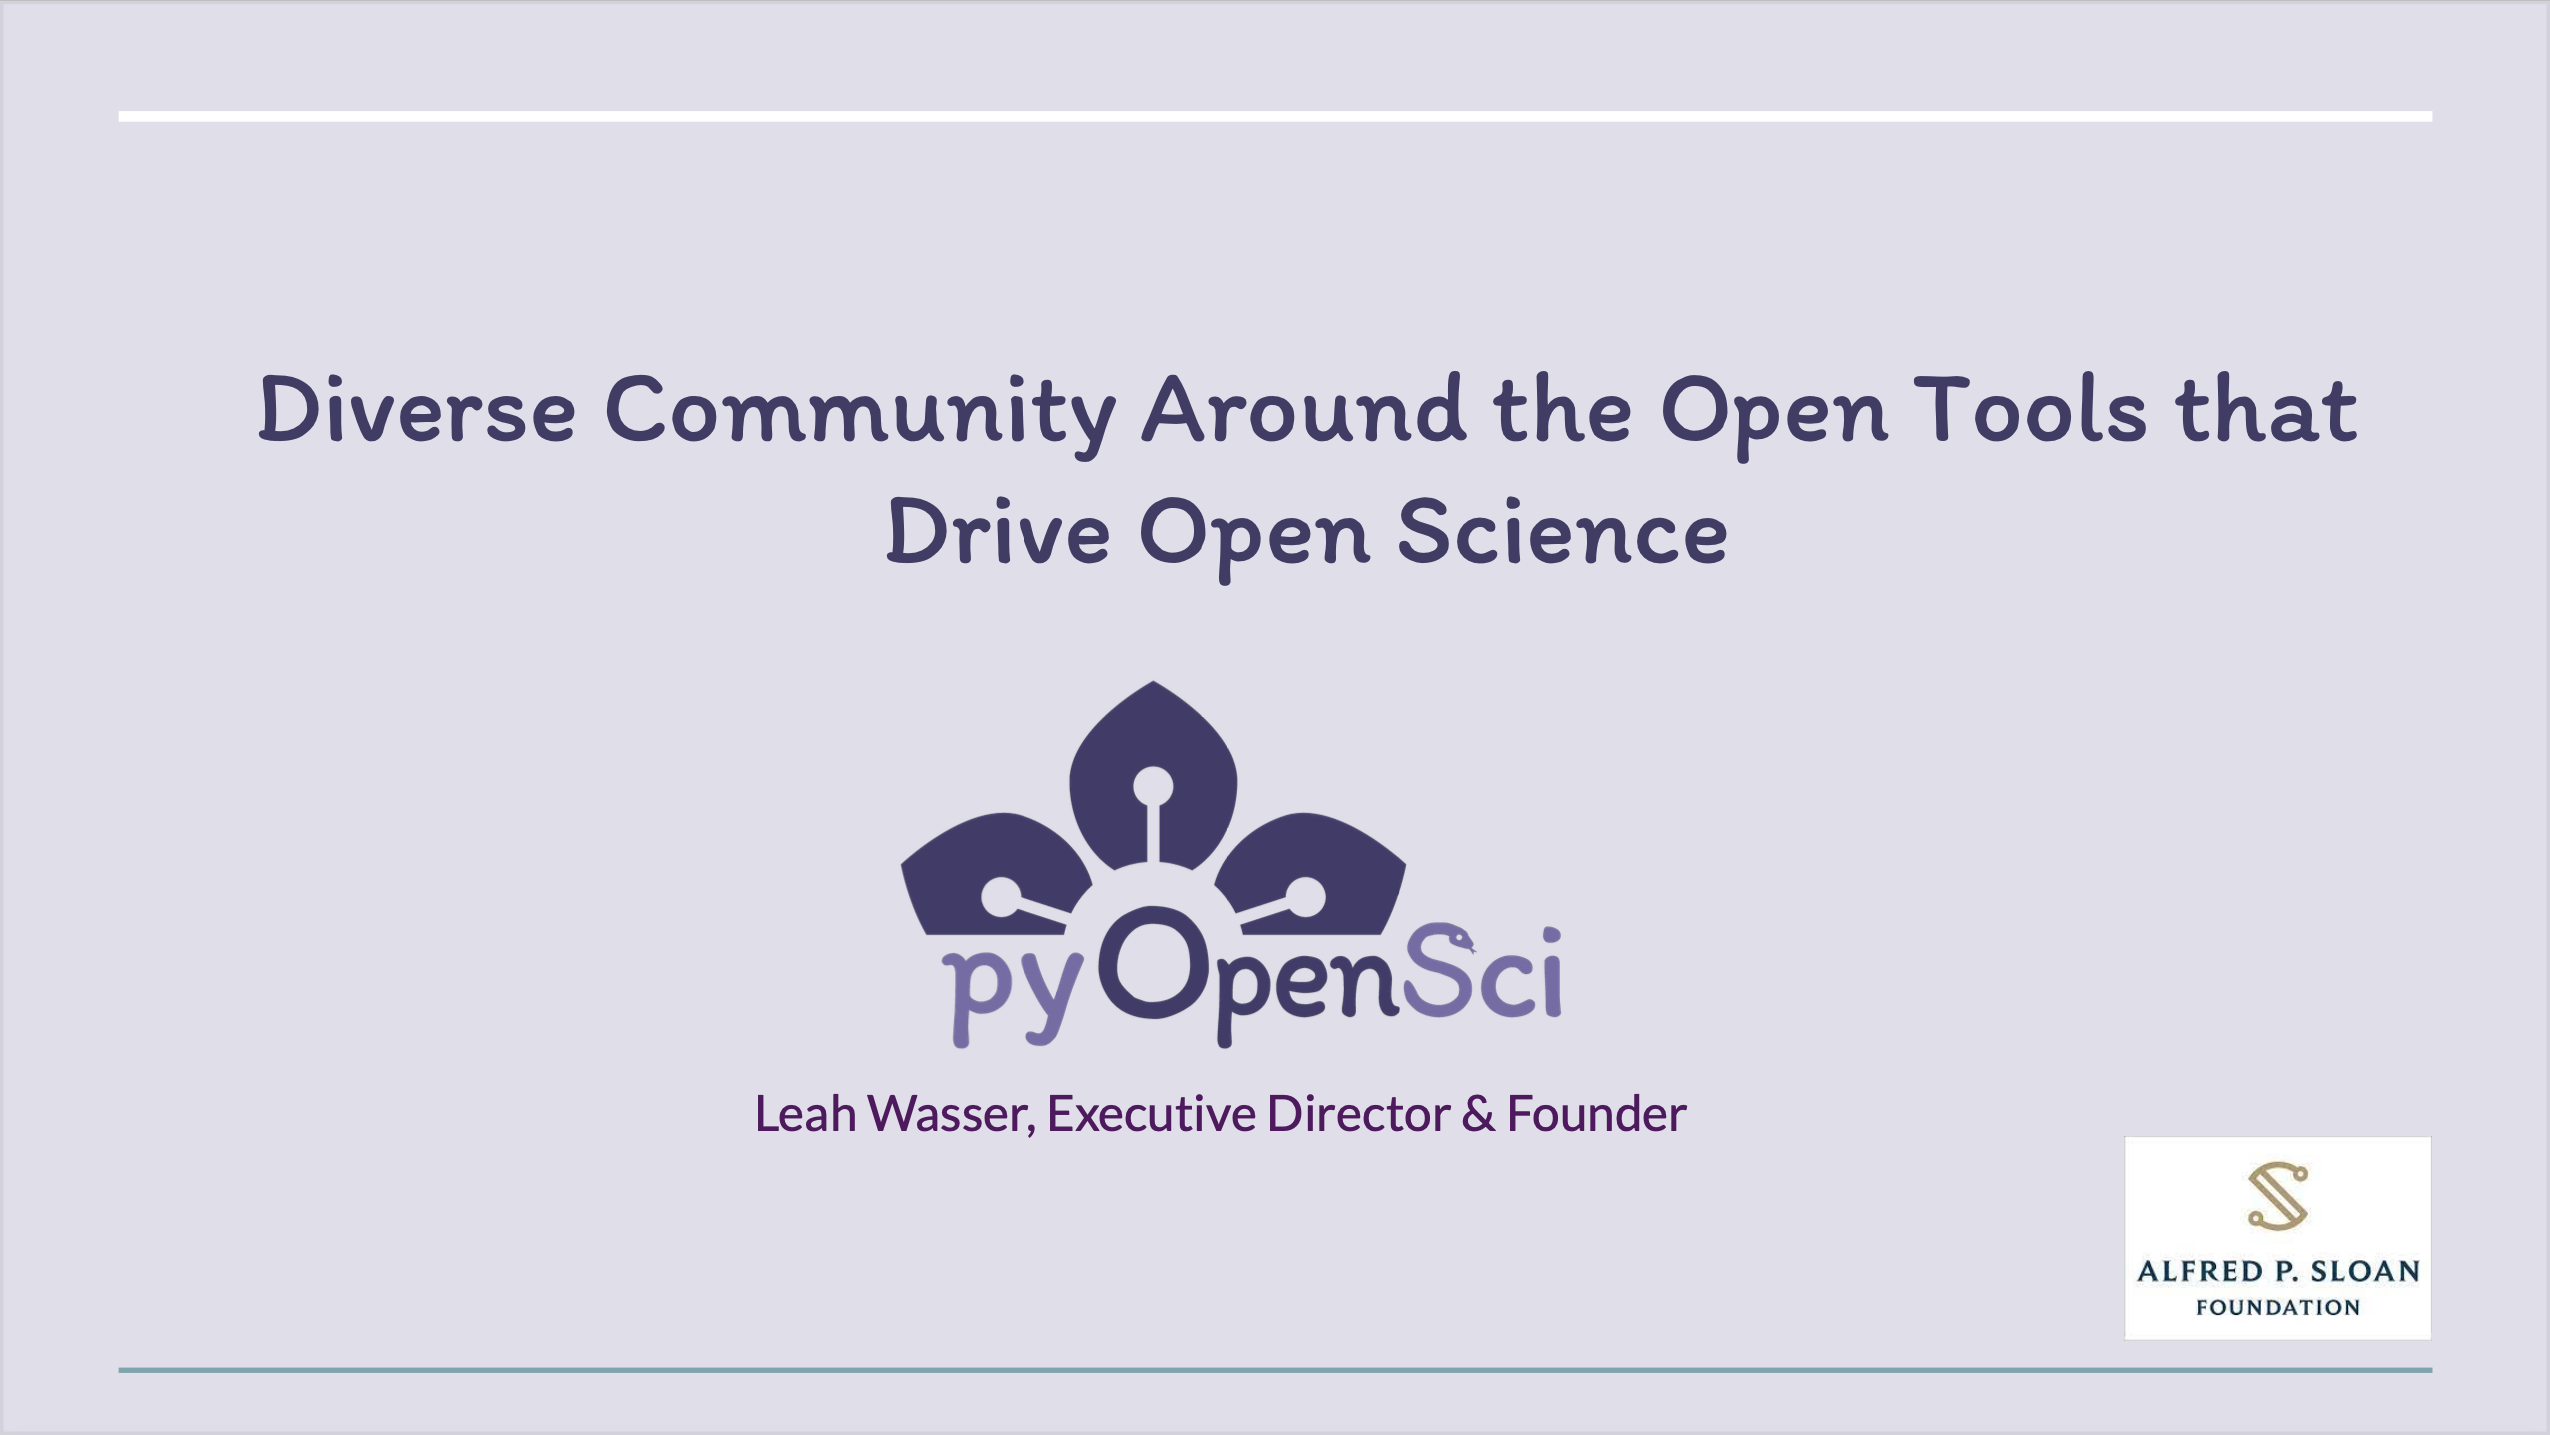 Diverse Community Around the Open Tools that
Drive Open Science
pyOpenSci
Leah Wasser, Executive Director & Founder
ALFRED P. SLOAN
FOUNDATION